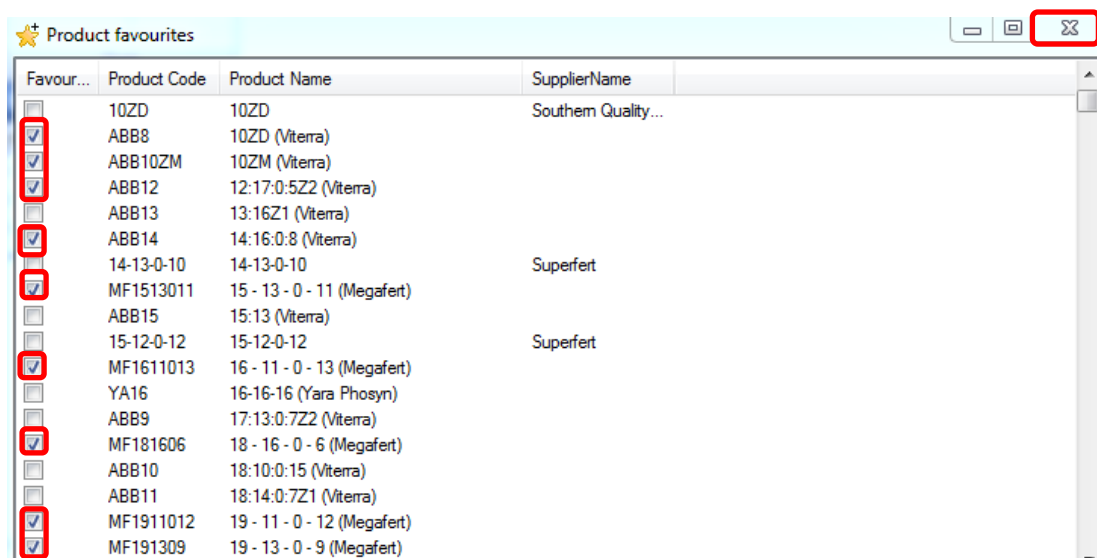 Product favourites
Favour... Product Code Product Name SupplierName
10ZD 10ZD Southern Quality...
ABB8 10ZD (Viterra)
ABB10ZM 10ZM (Viterra)
ABB12 12:17:0:5Z2 (Viterra)
ABB13 13:16Z1 (Viterra)
ABB14 14:16:0:8 (Viterra)
14-13-0-10 14-13-0-10 Superfert
MF1513011 15 - 13 - 0 - 11 (Megafert)
ABB15 15:13 (Viterra)
15-12-0-12 15-12-0-12 Superfert
MF1611013 16 - 11 - 0 - 13 (Megafert)
YA16 16-16-16 (Yara Phosyn)
ABB9 17:13:0:7Z2 (Viterra)
MF181606 18 - 16 - 0 - 6 (Megafert)
ABB10 18:10:0:15 (Viterra)
ABB11 18:14:0:7Z1 (Viterra)
MF1911012 19 - 11 - 0 - 12 (Megafert)
MF191309 19 - 13 - 0 - 9 (Megafert)